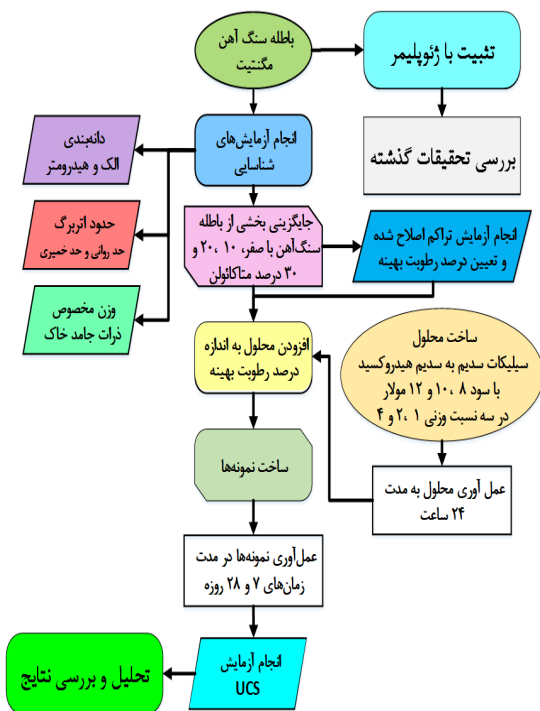 باطله سنگ آهن
مگنتیت
تثبیت با ژئوپلیمر
بررسی تحقیقات گذشته
انجام آزمایش‌های
شناسایی
دانه‌بندی
الک و هیدرومتر
حدود اتربرگ
حد روانی و حد خمیری
وزن مخصوص
ذرات جامد خاک
جایگزینی بخشی از باطله
سنگ‌آهن با صفر، ۱۰ ،۲۰ و
۳۰ درصد متاکائولن
انجام آزمایش تراکم اصلاح شده
و تعیین درصد رطوبت بهینه
افزودن محلول به اندازه
درصد رطوبت بهینه
ساخت محلول
سیلیکات سدیم به سدیم هیدروکسید
با سود ۸ ،۱۰ و ۱۲ مولار
در سه نسبت وزنی ۱ ،۲ و ۴
عمل آوری محلول به مدت
۲۴ ساعت
ساخت نمونه‌ها
عمل‌آوری نمونه‌ها در مدت
زمان‌های ۷ و ۲۸ روزه
انجام آزمایش
UCS
تحلیل و بررسی نتایج